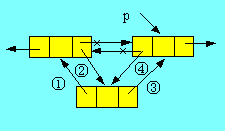 p
② ④
① ③